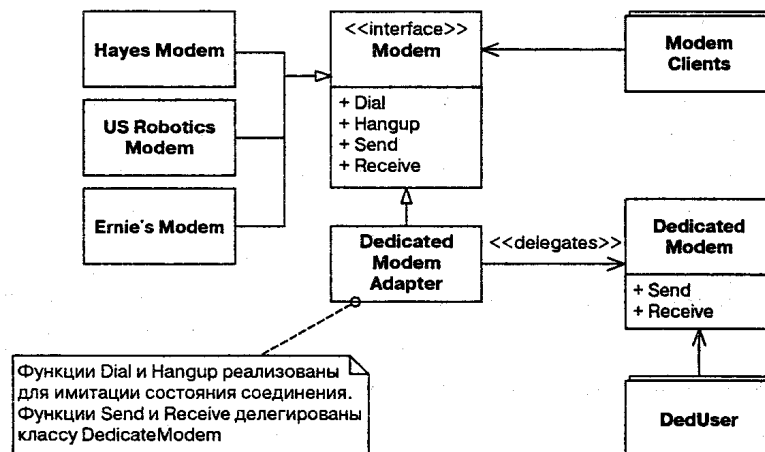 Hayes Modem
US Robotics
Modem
Ernie's Modem
<<interface>>
Modem
+ Dial
+ Hangup
+ Send
+ Receive
Modem
Clients
Dedicated
Modem
Adapter
<<delegates>>
Dedicated
Modem
+ Send
+ Receive
DedUser
Функции Dial и Hangup реализованы
для имитации состояния соединения.
Функции Send и Receive делегированы
классу DedicateModem